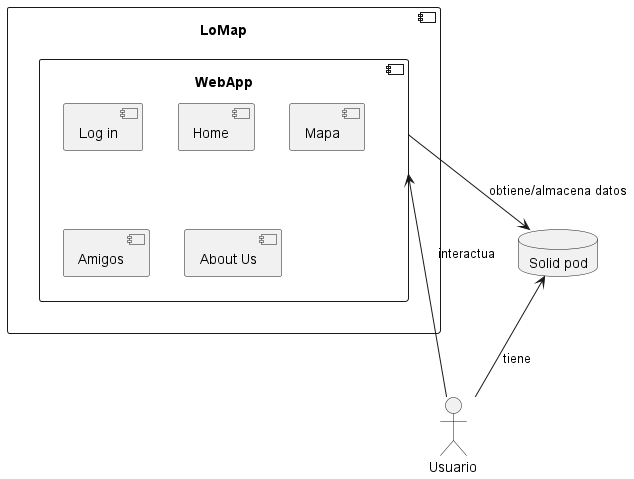 LoMap
WebApp
Log in
Home
Mapa
obtiene/almacena datos
Amigos
About Us
interactua
Solid pod
tiene
Usuario